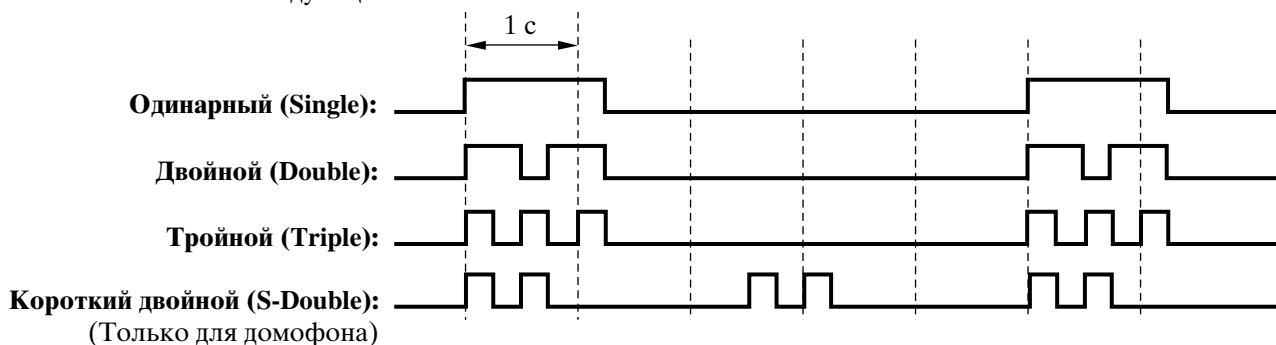 1 с
Одинарный (Single):
Двойной (Double):
Тройной (Triple):
Короткий двойной (S-Double):
(Только для домофона)